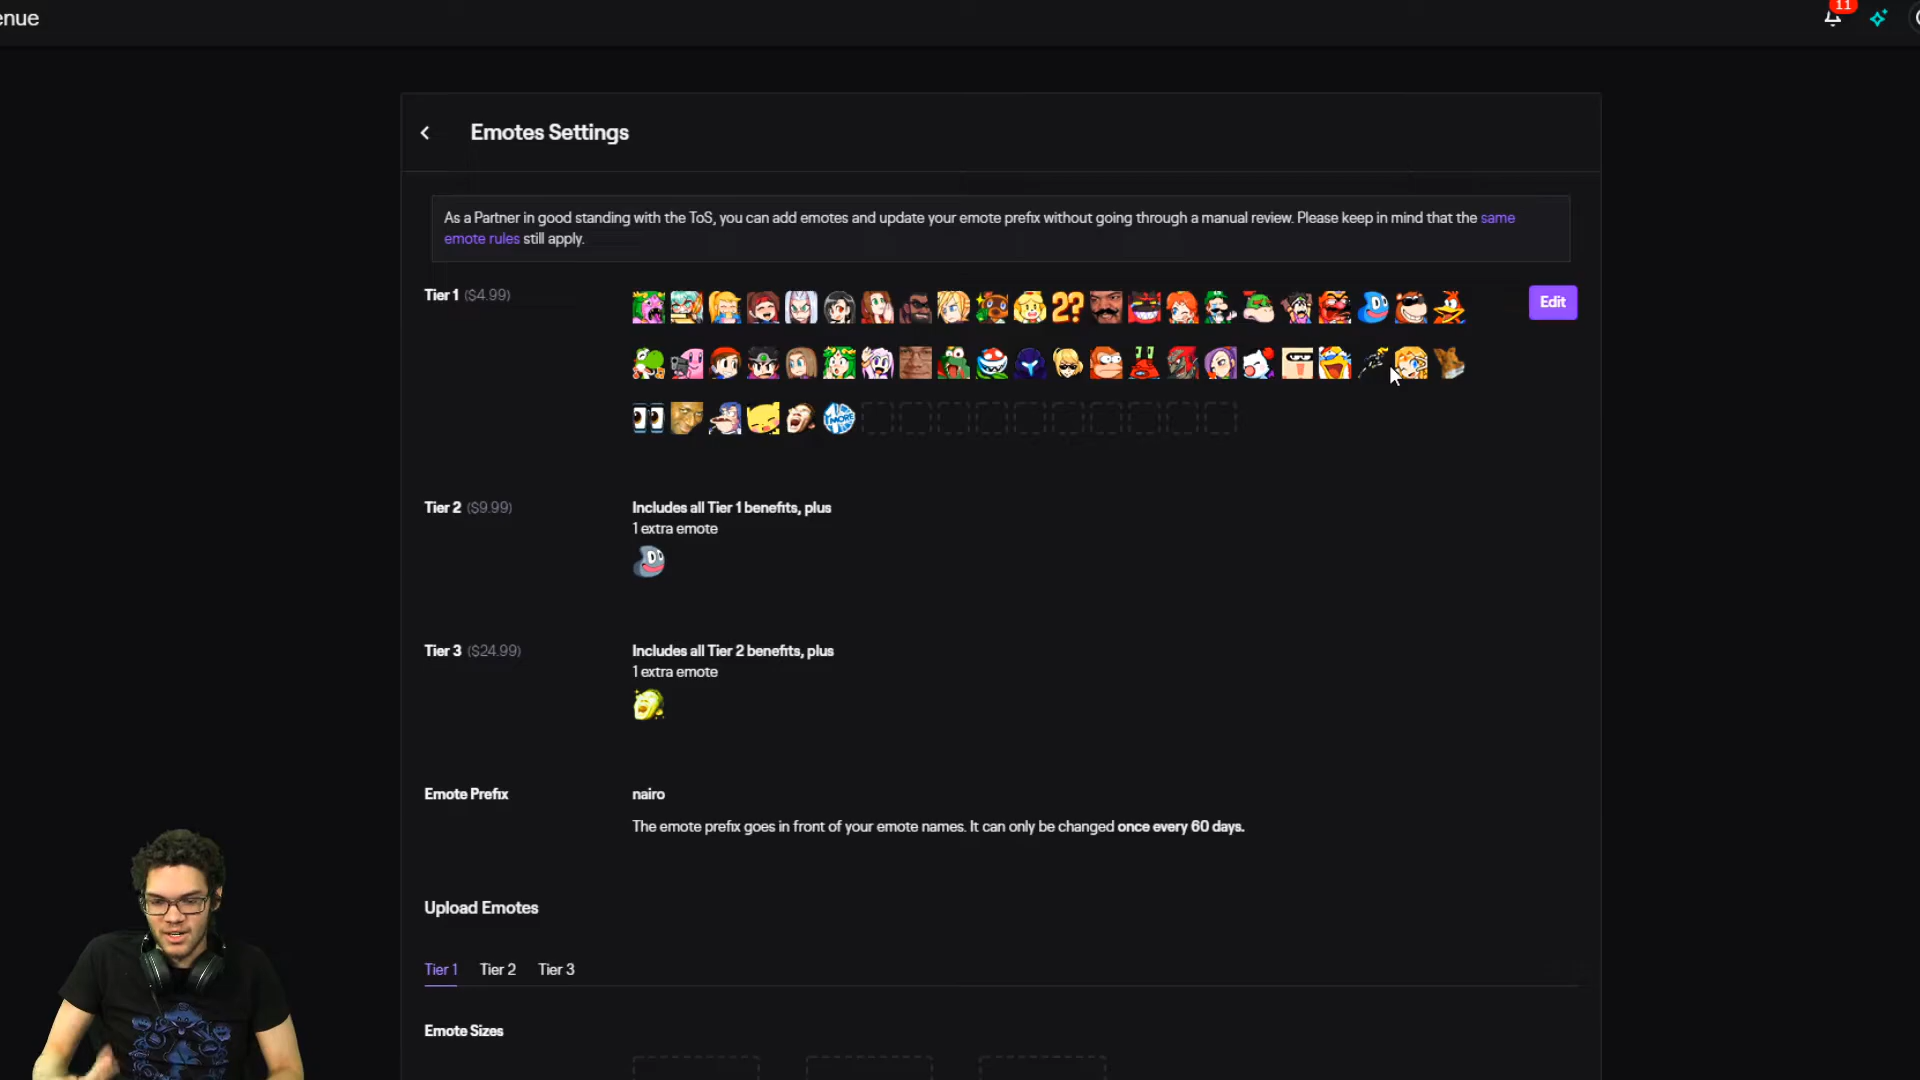 enue
11
Emotes Settings
As a Partner in good standing with the ToS, you can add emotes and update your emote prefix without going through a manual review. Please keep in mind that the same
emote rules still apply.
Tier 1 ($4.99)
2?
Edit
MORE
Tier 2 ($9.99)
Includes all Tier 1 benefits, plus
1 extra emote
Tier 3 ($24.99)
Includes all Tier 2 benefits, plus
1 extra emote
Emote Prefix
nairo
The emote prefix goes in front of your emote names. It can only be changed once every 60 days.
Upload Emotes
Tier 1 Tier 2 Tier 3
Emote Sizes